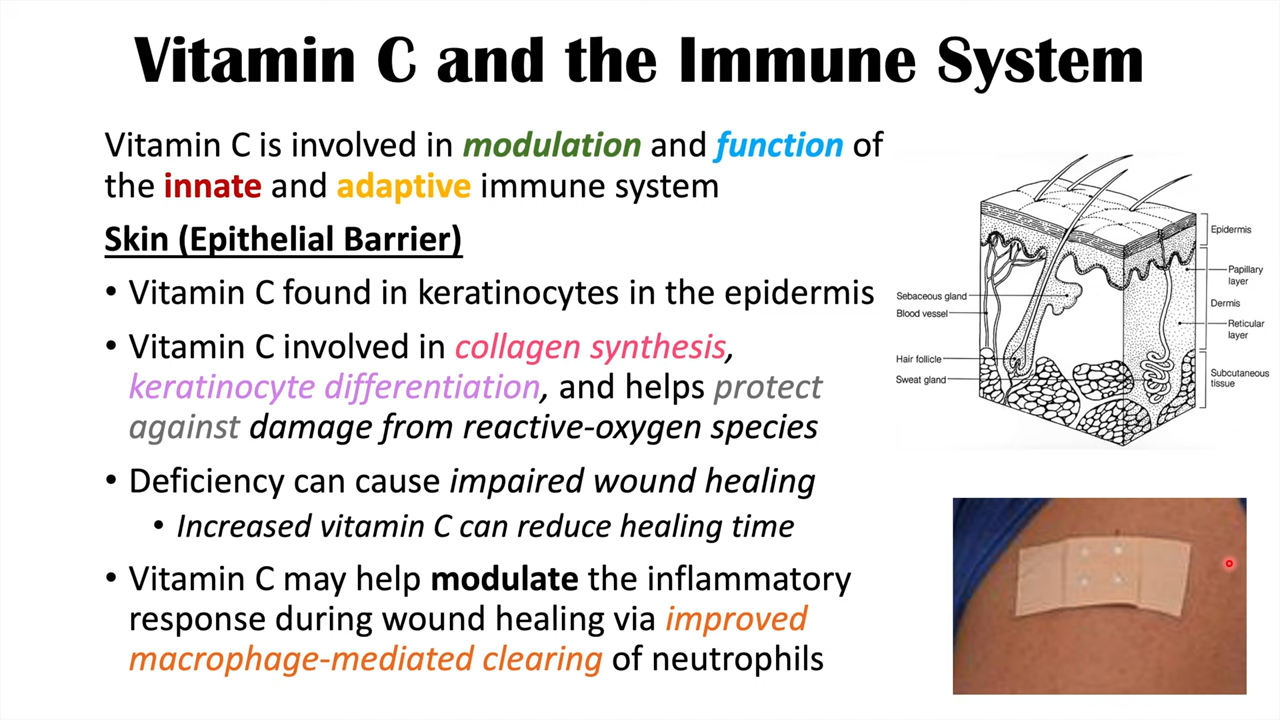 Vitamin C and the Immune System
Vitamin C is involved in modulation and function of
the innate and adaptive immune system
Skin (Epithelial Barrier)
• Vitamin C found in keratinocytes in the epidermis
• Vitamin C involved in collagen synthesis,
keratinocyte differentiation, and helps protect
against damage from reactive-oxygen species
• Deficiency can cause impaired wound healing
• Increased vitamin C can reduce healing time
• Vitamin C may help modulate the inflammatory
response during wound healing via improved
macrophage-mediated clearing of neutrophils
Sebaceous gland
Blood vessel
Hair follicle
Sweat gland
Epidermis
Papillary
layer
Dermis
Reticular
layer
Subcutaneous
tissue